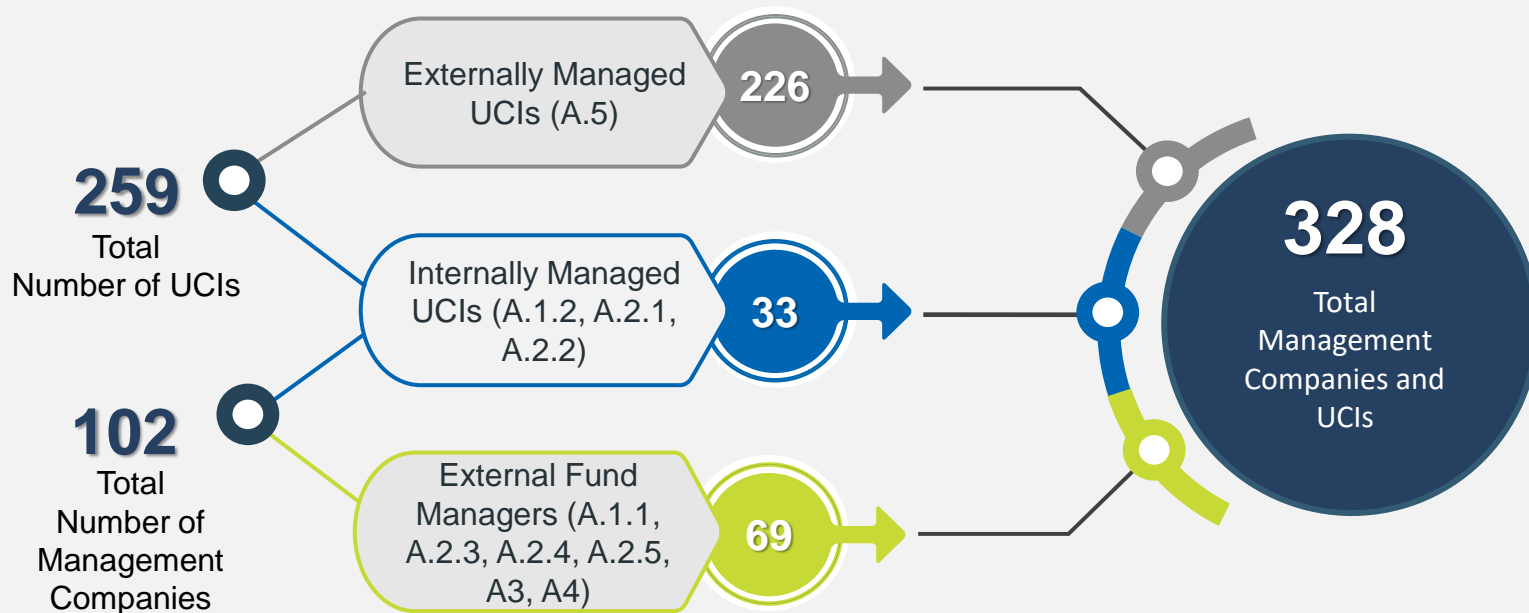 259
Total
Number of UCIs
102
Total
Number of
Management
Companies
Externally Managed
UCIs (A.5)
226
Internally Managed
UCIs (A.1.2, A.2.1,
A.2.2)
33
External Fund
Managers (A.1.1,
A.2.3, A.2.4, A.2.5,
A3, A4)
69
328
Total
Management
Companies and
UCIs